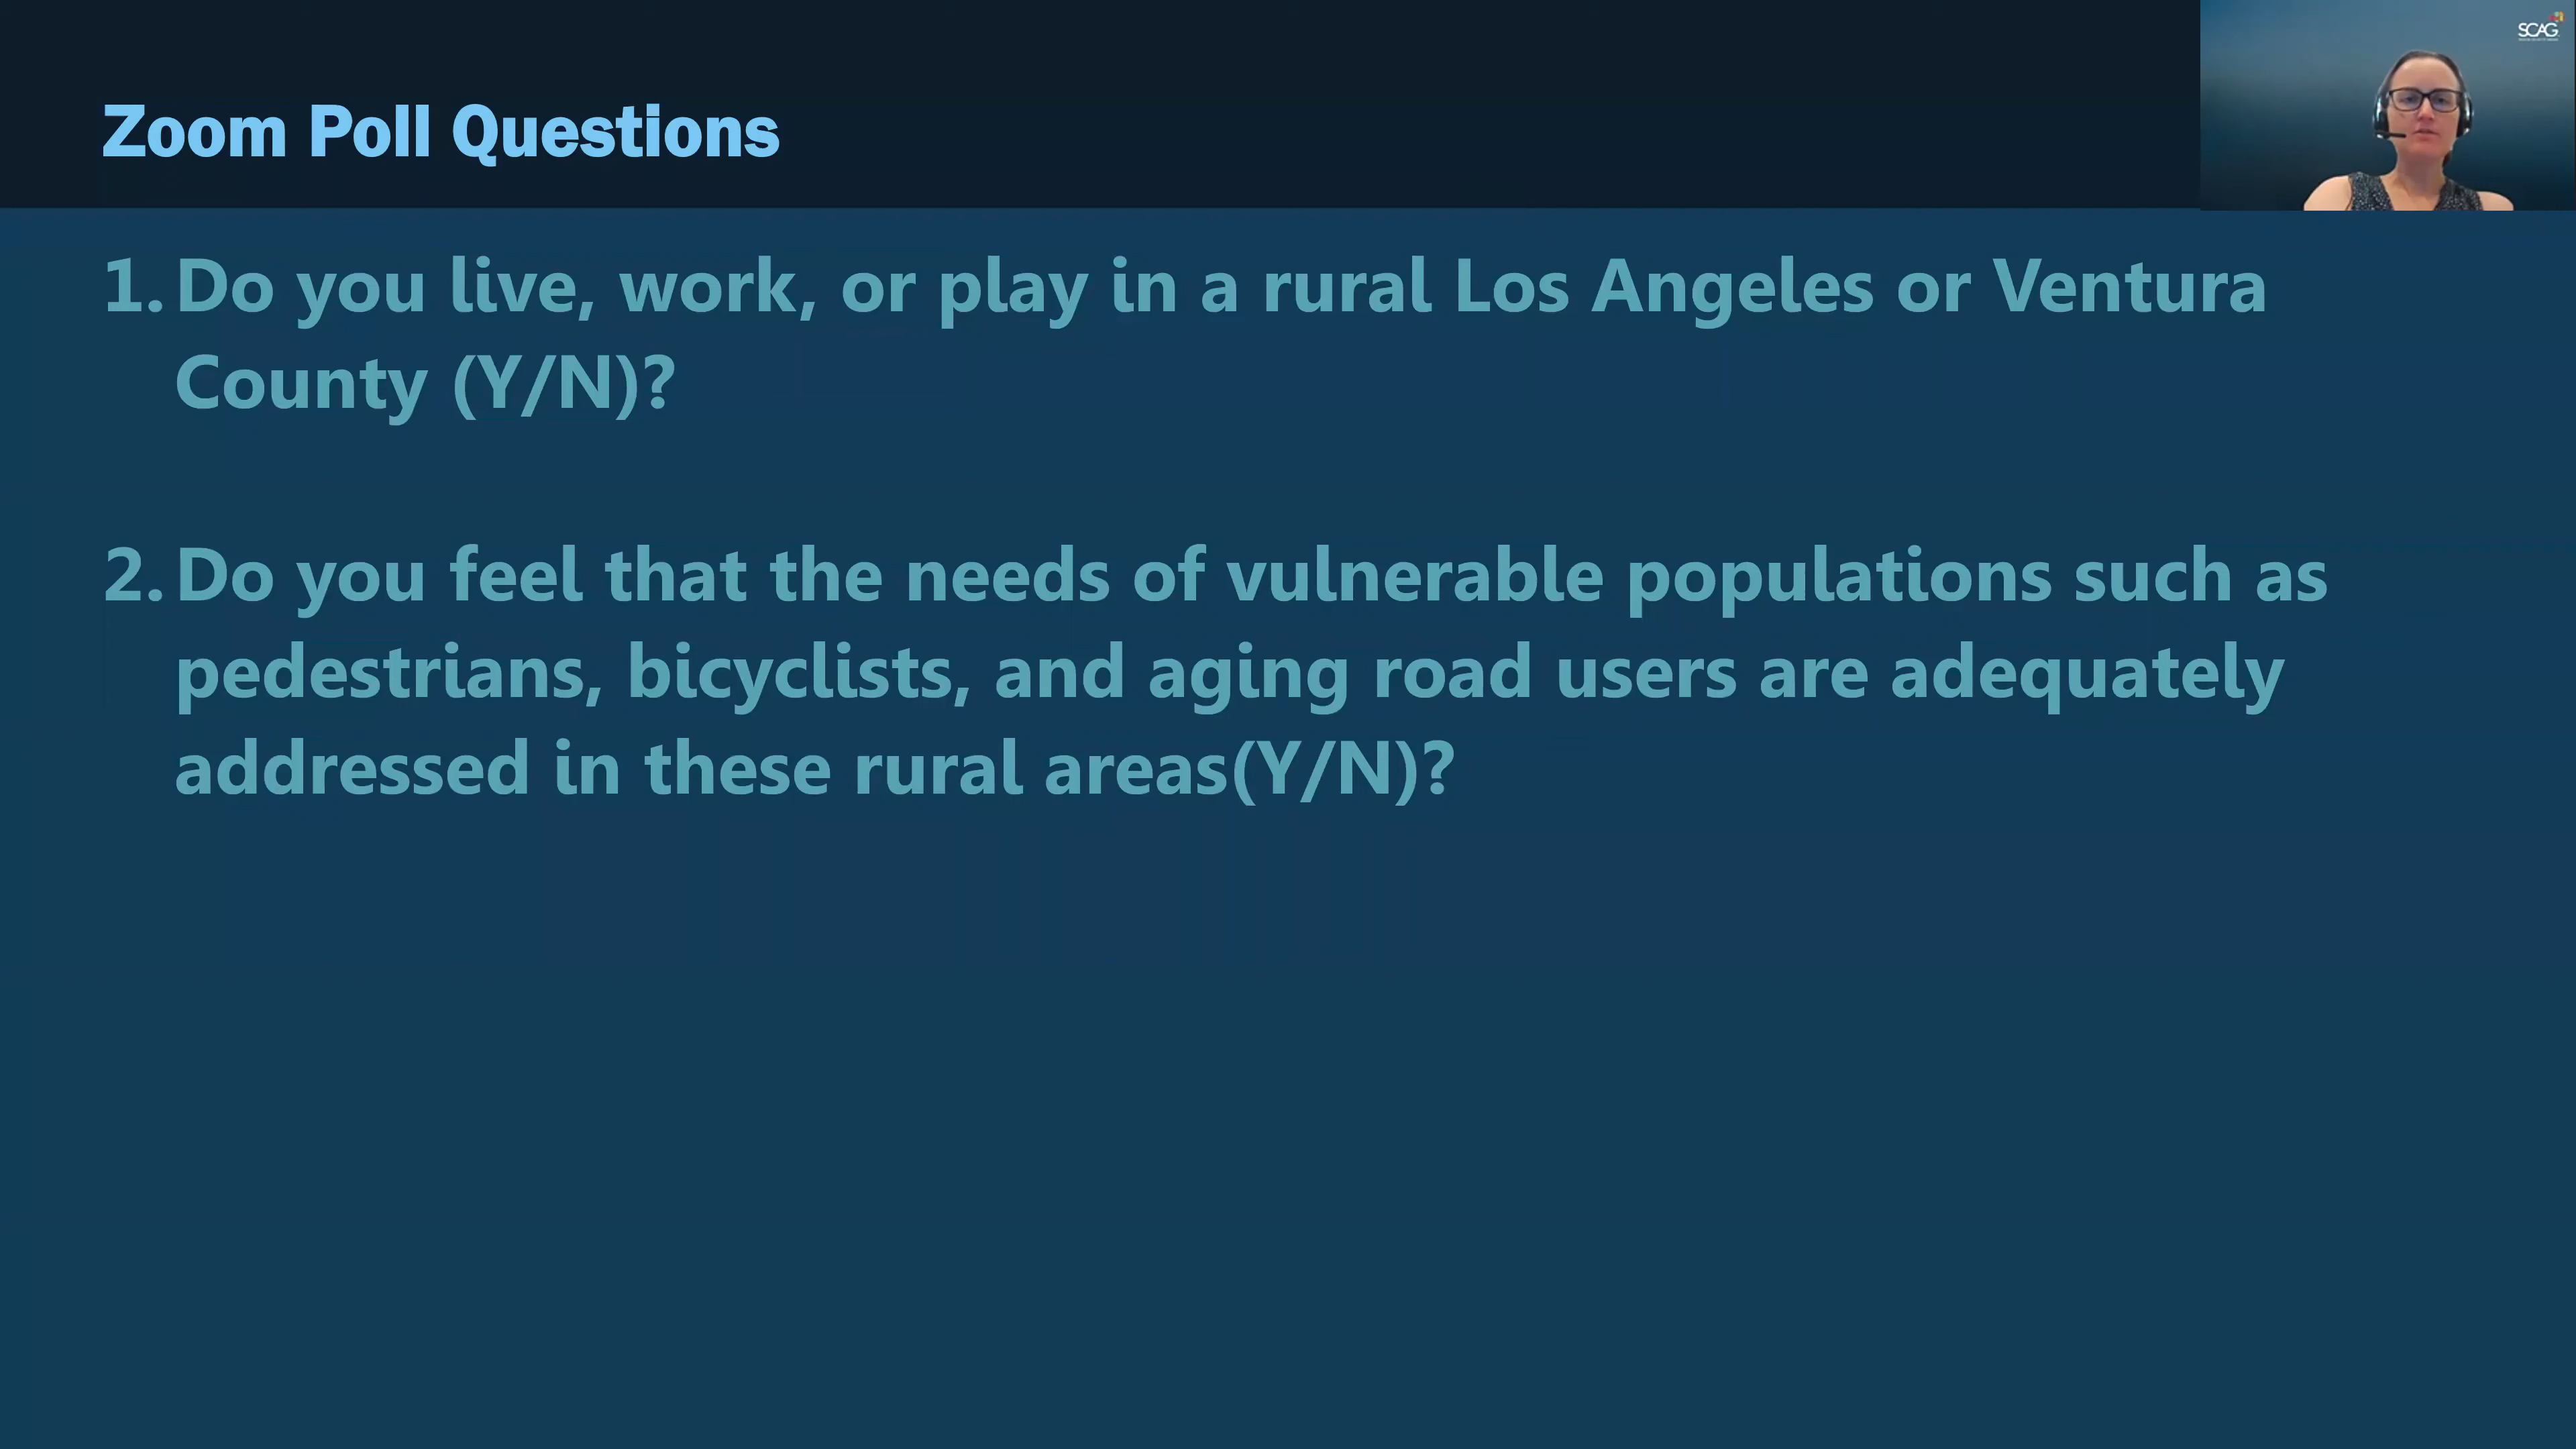 SCAG
Zoom Poll Questions
1. Do you live, work, or play in a rural Los Angeles or Ventura
County (Y/N)?
2. Do you feel that the needs of vulnerable populations such as
pedestrians, bicyclists, and aging road users are adequately
addressed in these rural areas(Y/N)?